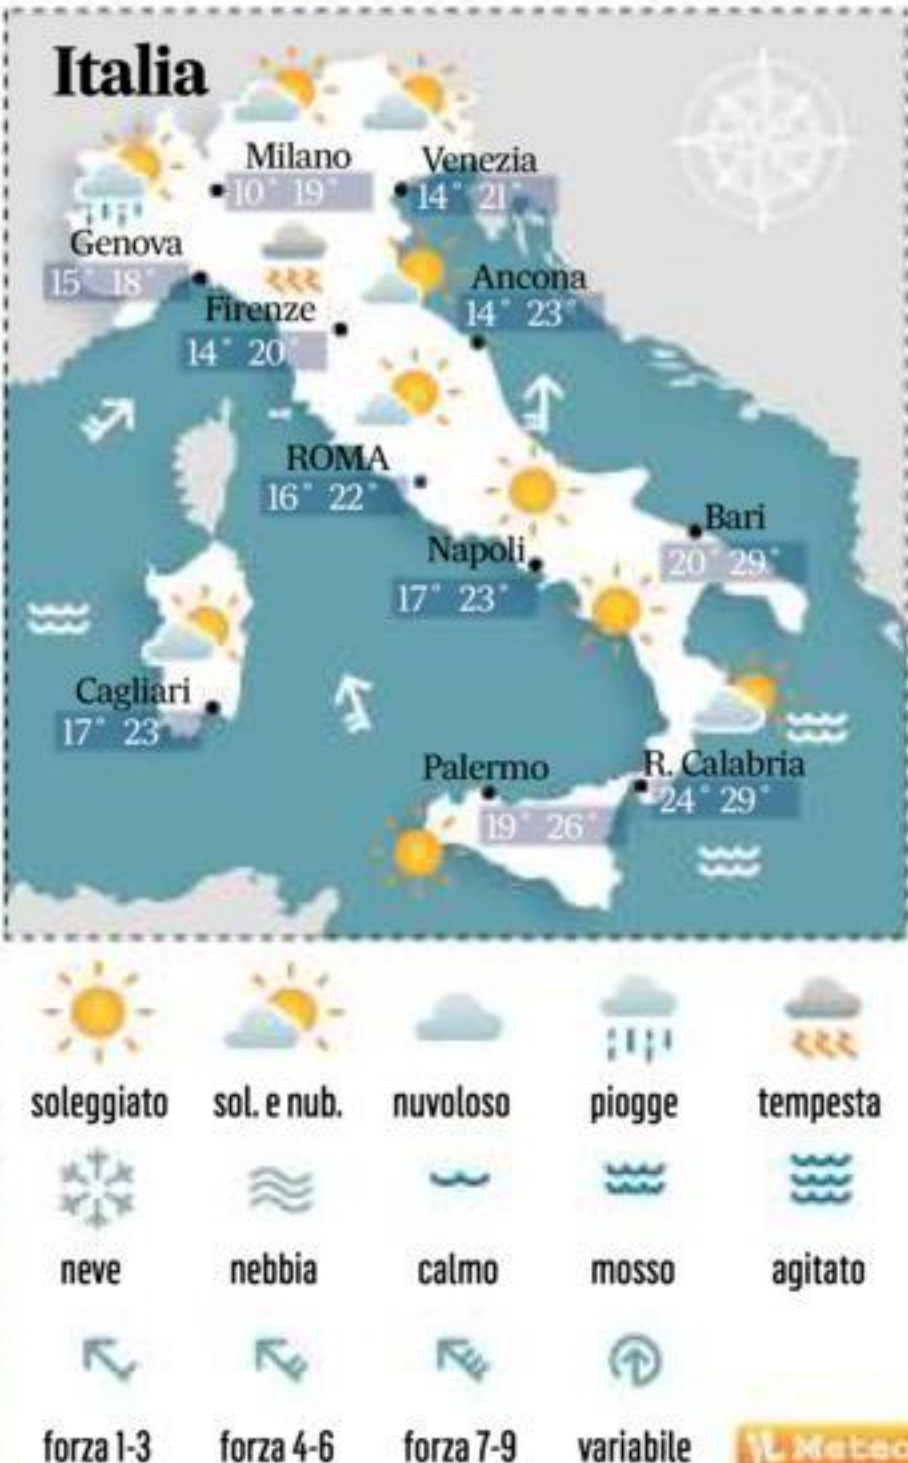 Italia
Milano
10° 19°
Venezia
14° 21°
Genova
15° 18°
Ancona
14° 23°
Firenze
14° 20°
ROMA
16° 22°
Bari
20° 29°
Napoli
17° 23°
Cagliari
17° 23°
Palermo
19° 26°
R. Calabria
24° 29°
soleggiato sol. e nub. nuvoloso piogge tempesta
neve nebbia calmo mosso agitato
forza 1-3 forza 4-6 forza 7-9 variabile